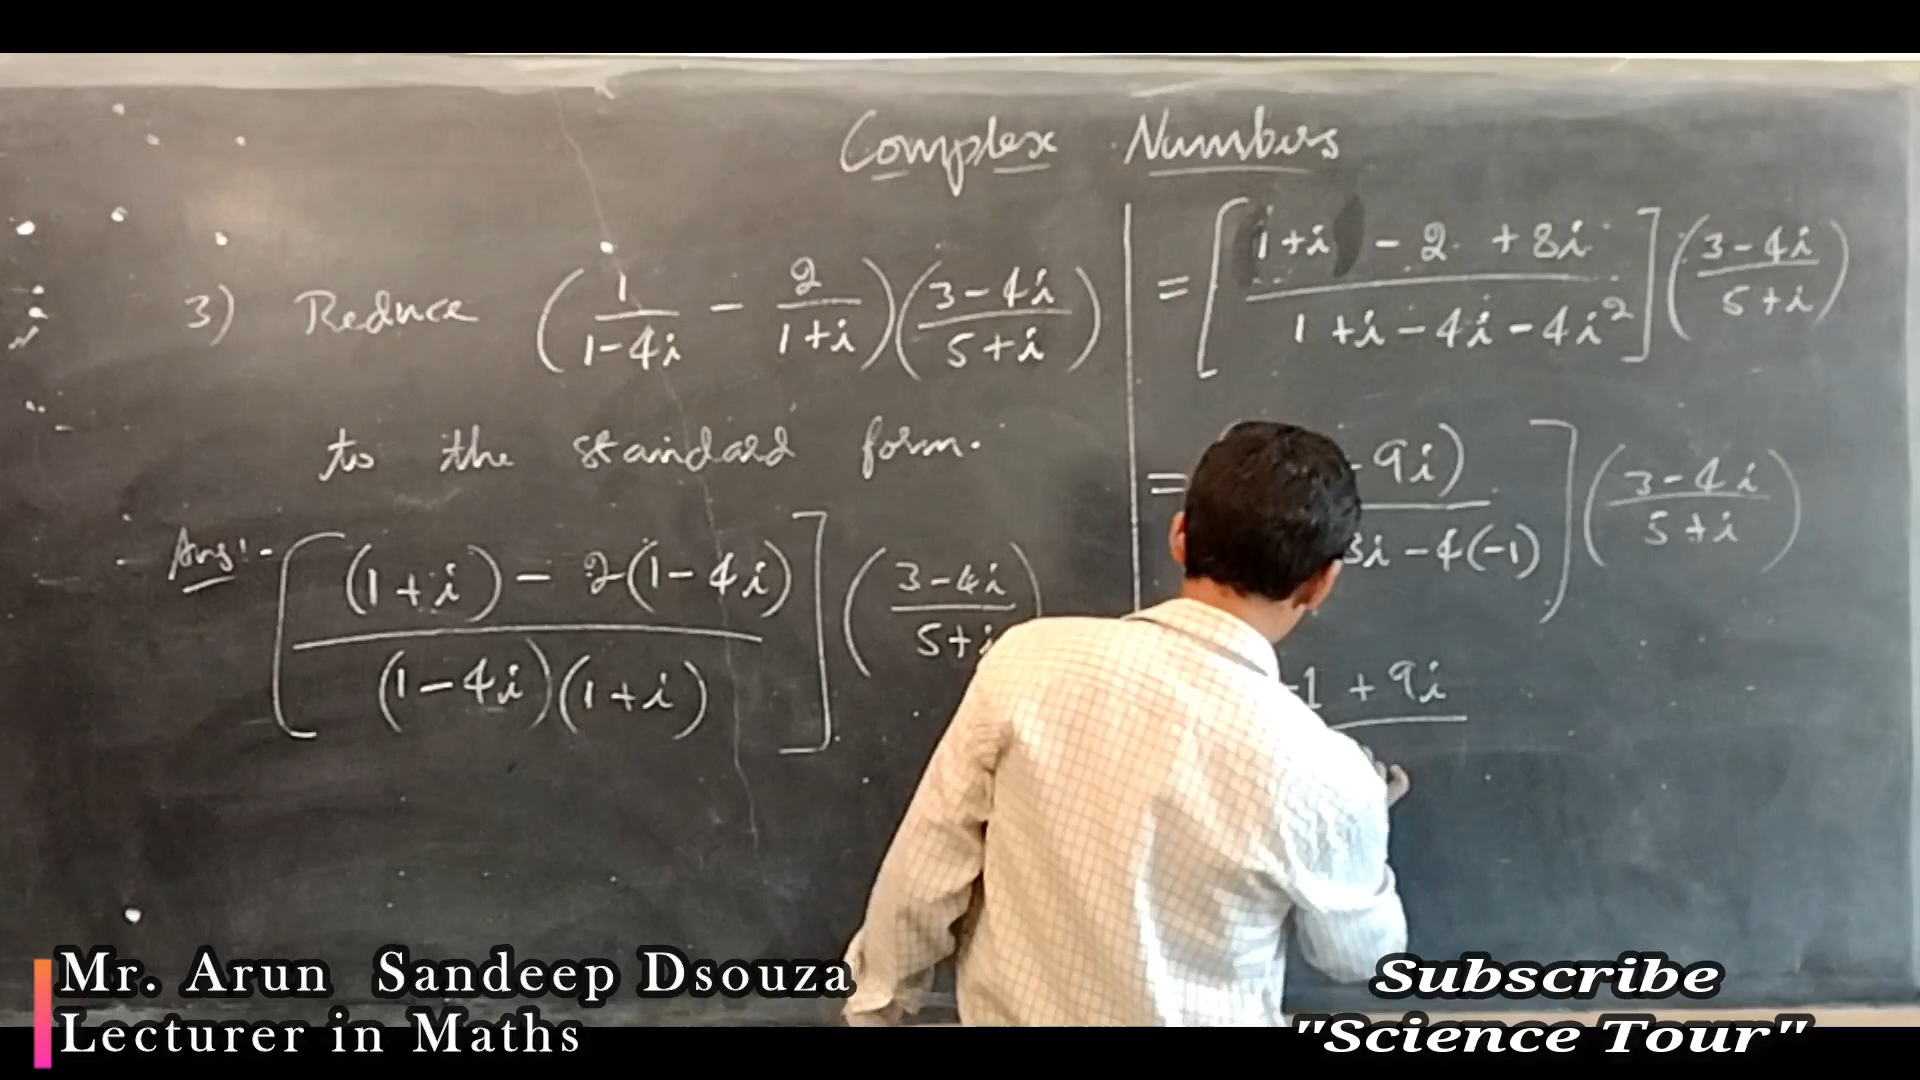 Complex Numbers
3) Reduce (1/(1-4i) - 2/(1+i))((3-4i)/(5+i))
to the standard form.
Ans:- [((1+i) - 2(1-4i))/((1-4i)(1+i))]((3-4i)/(5+i
= [(1+i) - 2 + 8i/(1+i-4i-4i²)]((3-4i)/(5+i))
= 9i)/3i-4(-1)]((3-4i)/(5+i))
-1 + 9i
Mr. Arun Sandeep Dsouza
Lecturer in Maths
Subscribe
"Science Tour"